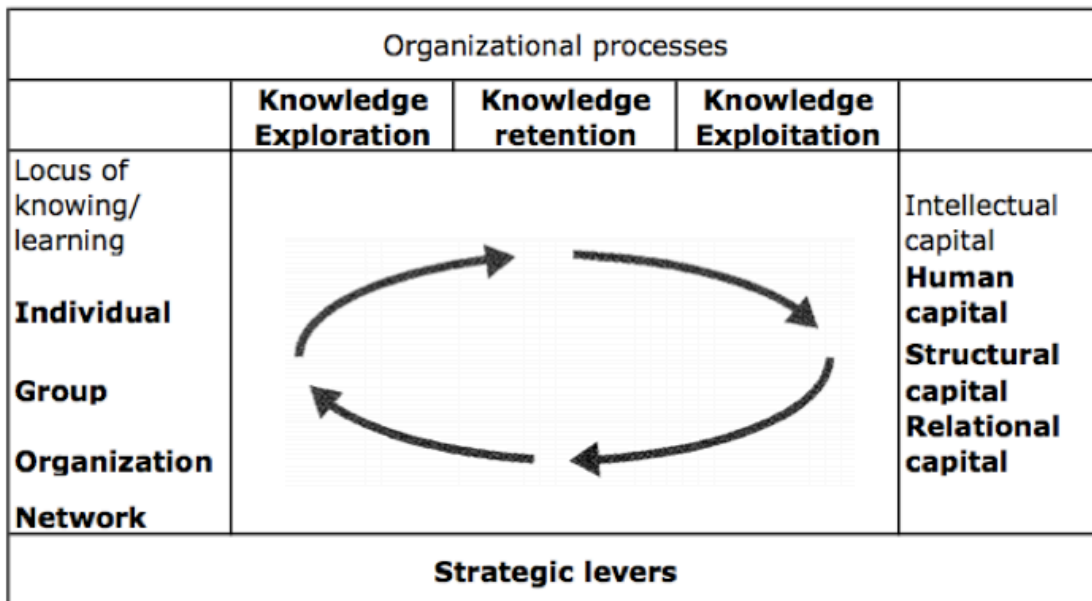 Organizational processes
Knowledge Exploration
Knowledge retention
Knowledge Exploitation
Locus of
knowing/
learning
Individual
Group
Organization
Network
Intellectual
capital
Human
capital
Structural
capital
Relational
capital
Strategic levers